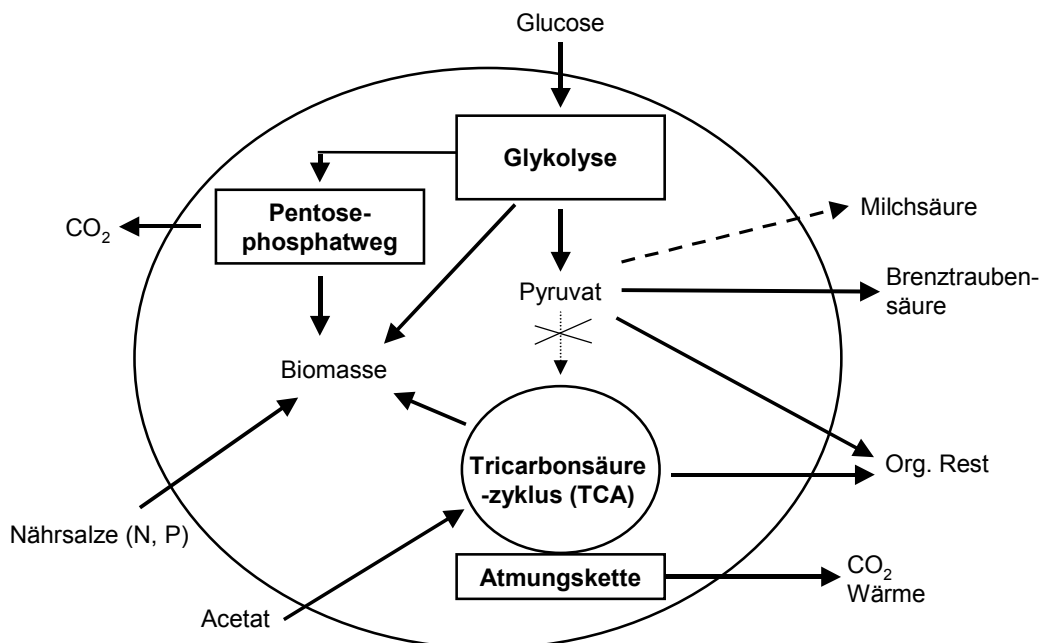 Glucose
Glykolyse
Pentose-
phosphatweg
CO₂
Milchsäure
Pyruvat
Brenztrauben-
säure
Biomasse
Tricarbonsäure
-zyklus (TCA)
Org. Rest
Nährsalze (N, P)
Atmungskette
CO₂
Wärme
Acetat